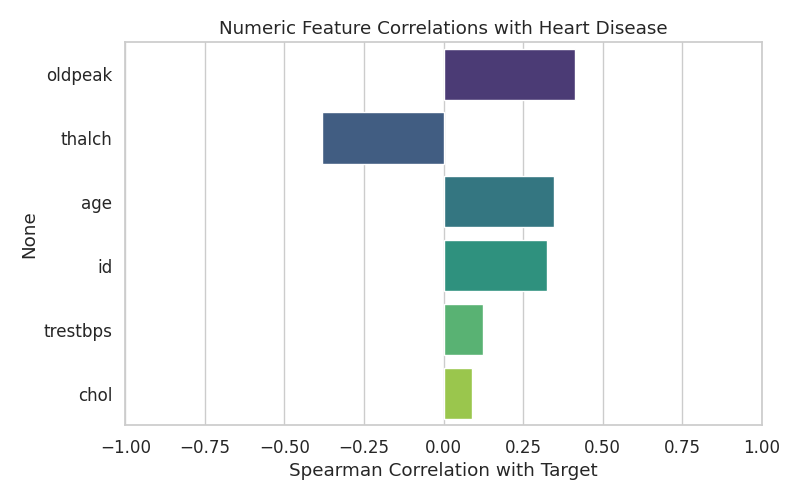 Numeric Feature Correlations with Heart Disease
oldpeak
thalch
age
id
trestbps
chol
None
−1.00 −0.75 −0.50 −0.25 0.00 0.25 0.50 0.75 1.00
Spearman Correlation with Target